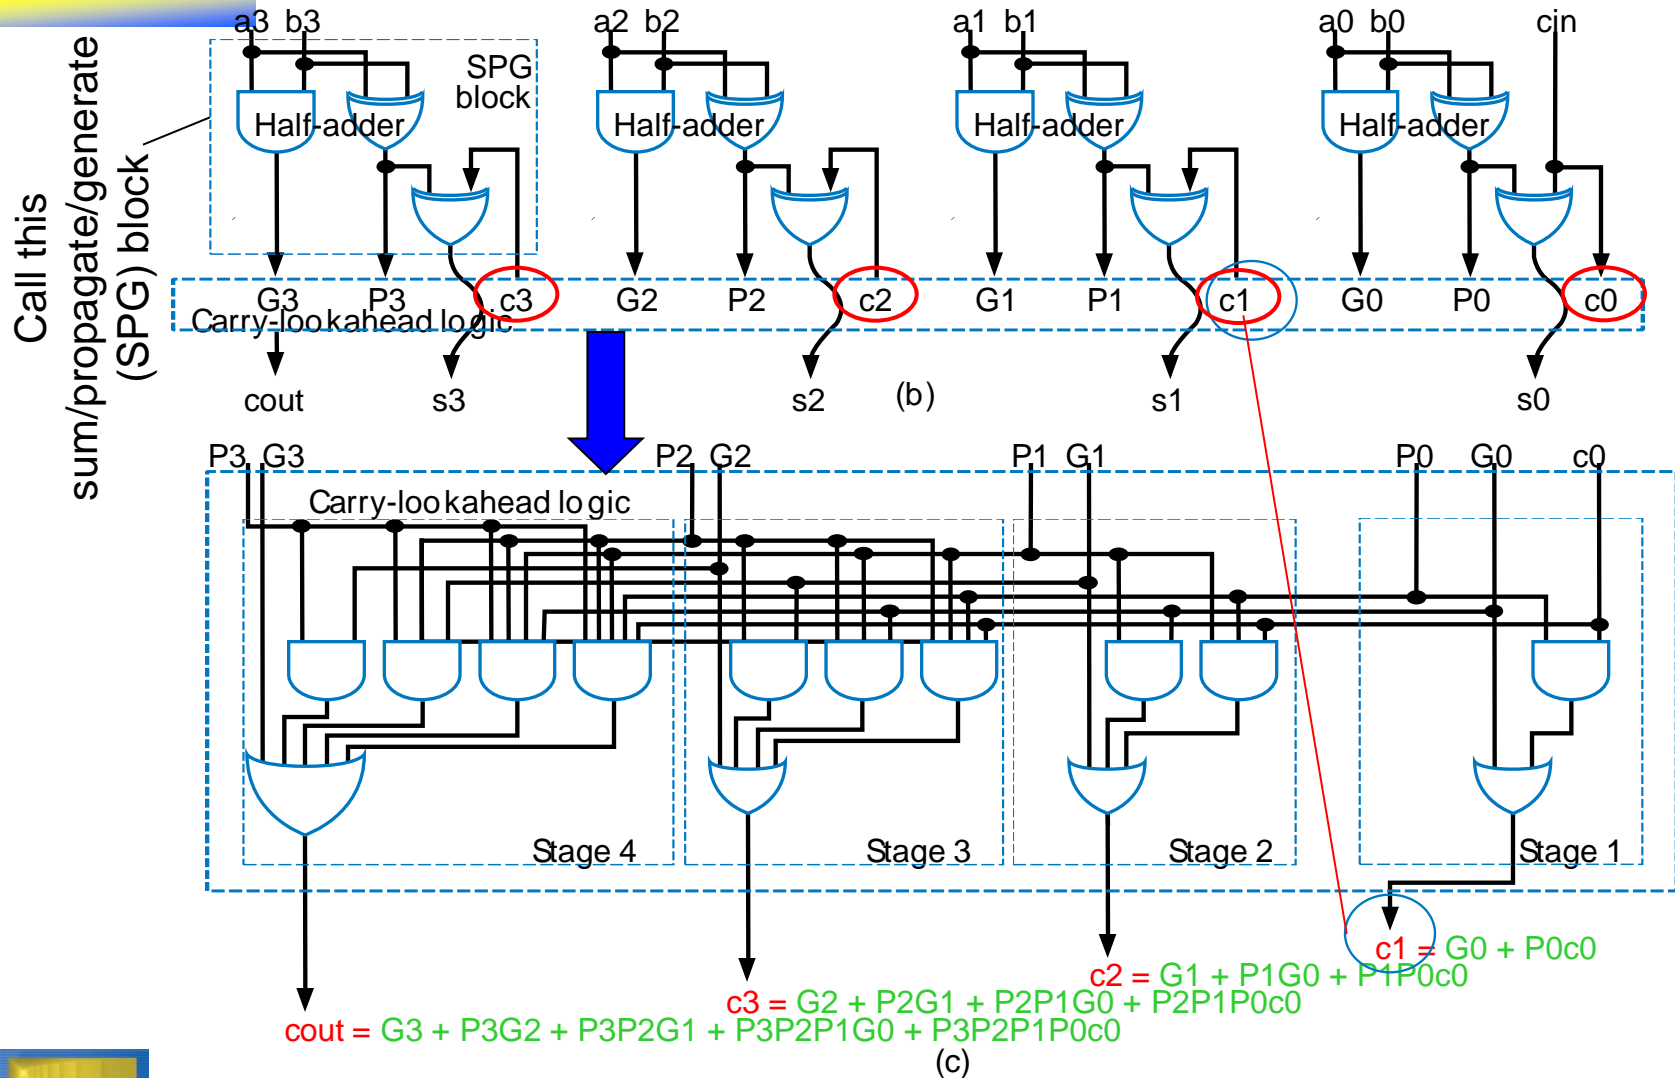 a3 b3 a2 b2 a1 b1 a0 b0 cin
SPG
block
Half-adder Half-adder Half-adder Half-adder
Call this
sum/propagate/generate
(SPG) block
G3 P3 c3 G2 P2 c2 G1 P1 c1 G0 P0 c0
Carry-lookahead logic
cout s3 s2 (b) s1 s0
P3 G3 P2 G2 P1 G1 P0 G0 c0
Carry-lookahead logic
Stage 4 Stage 3 Stage 2 Stage 1
c1 = G0 + P0c0
c2 = G1 + P1G0 + P1P0c0
c3 = G2 + P2G1 + P2P1G0 + P2P1P0c0
cout = G3 + P3G2 + P3P2G1 + P3P2P1G0 + P3P2P1P0c0
(c)